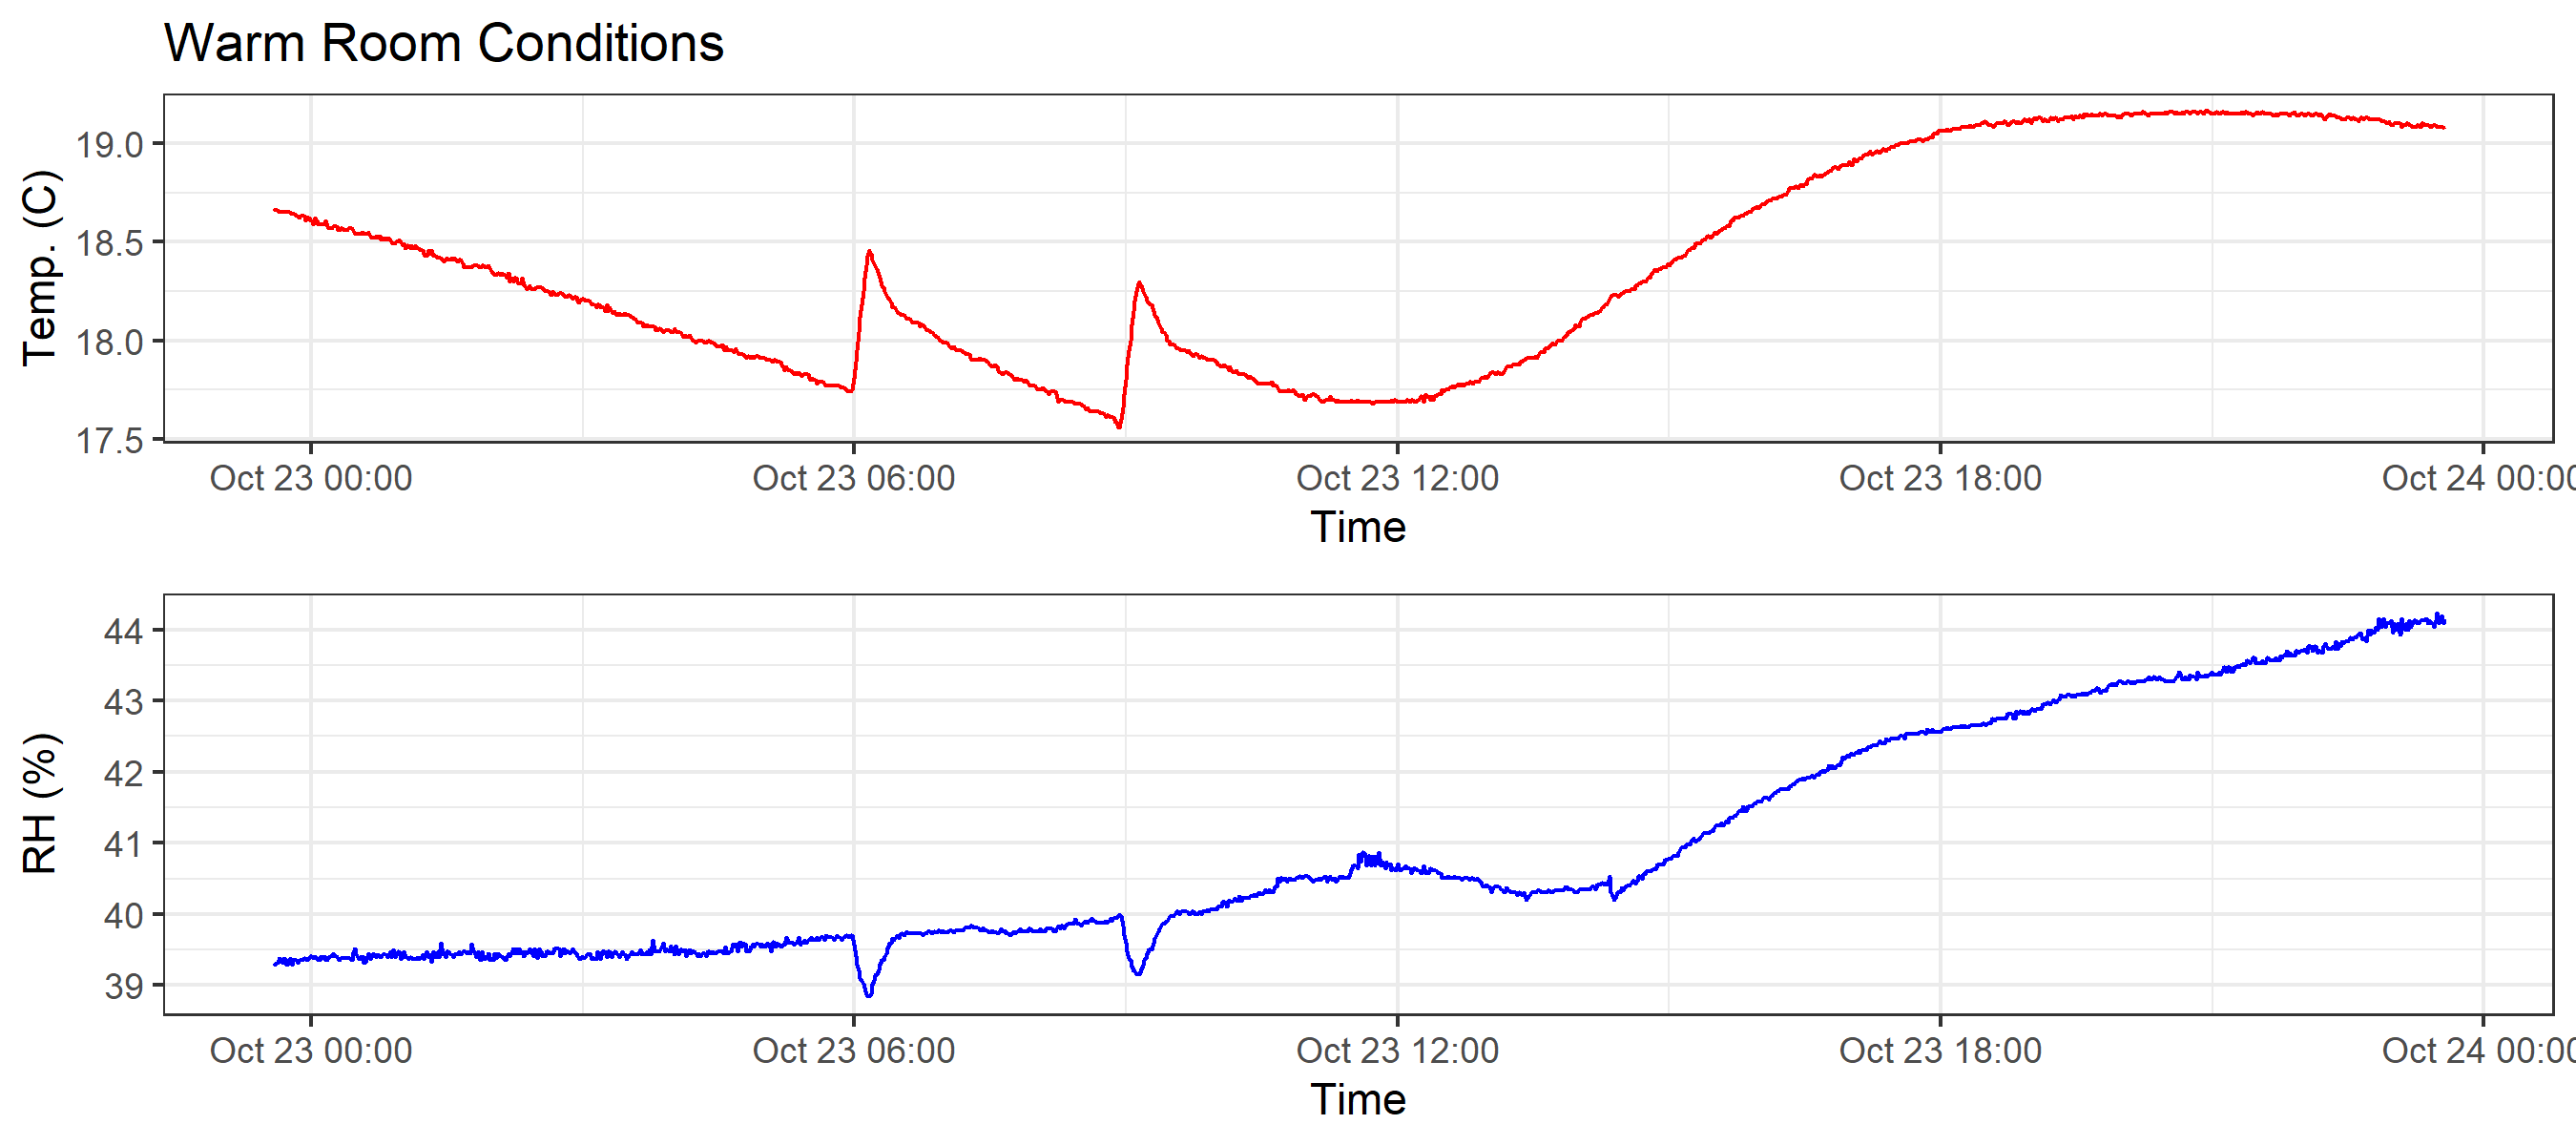 Warm Room Conditions
Temp. (C)
19.0
18.5
18.0
17.5
Oct 23 00:00 Oct 23 06:00 Oct 23 12:00 Oct 23 18:00 Oct 24 00:00
Time
RH (%)
44
43
42
41
40
39
Oct 23 00:00 Oct 23 06:00 Oct 23 12:00 Oct 23 18:00 Oct 24 00:00
Time